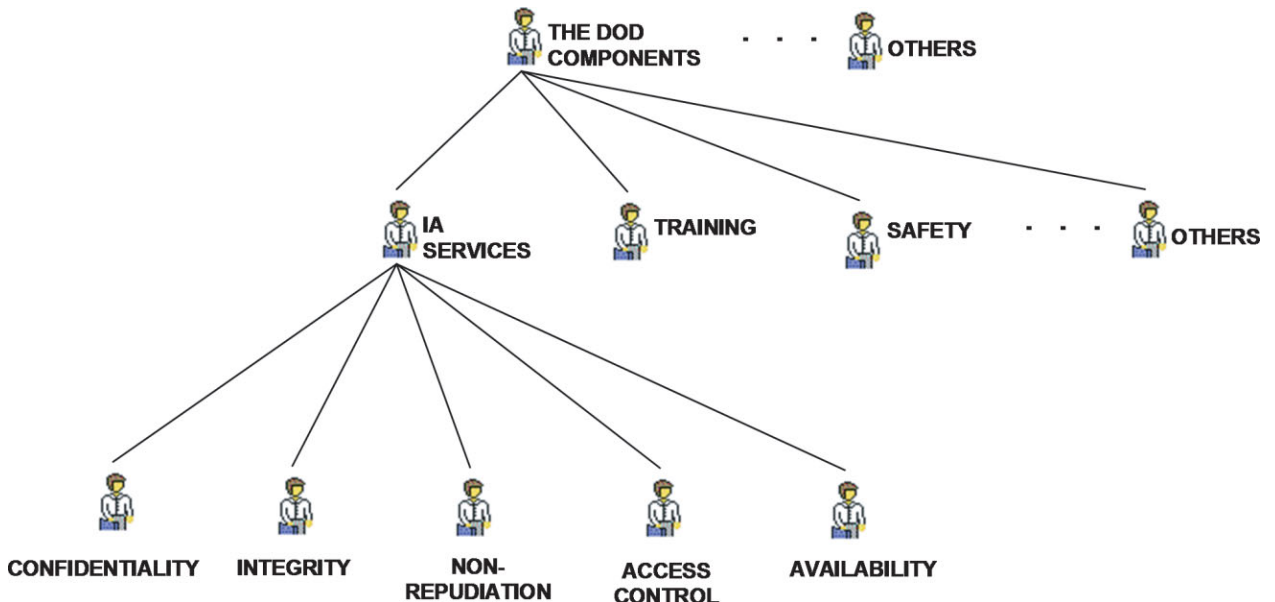 THE DOD
COMPONENTS
. . .
OTHERS
IA
SERVICES
TRAINING
SAFETY
. . .
OTHERS
CONFIDENTIALITY
INTEGRITY
NON-
REPUDIATION
ACCESS
CONTROL
AVAILABILITY